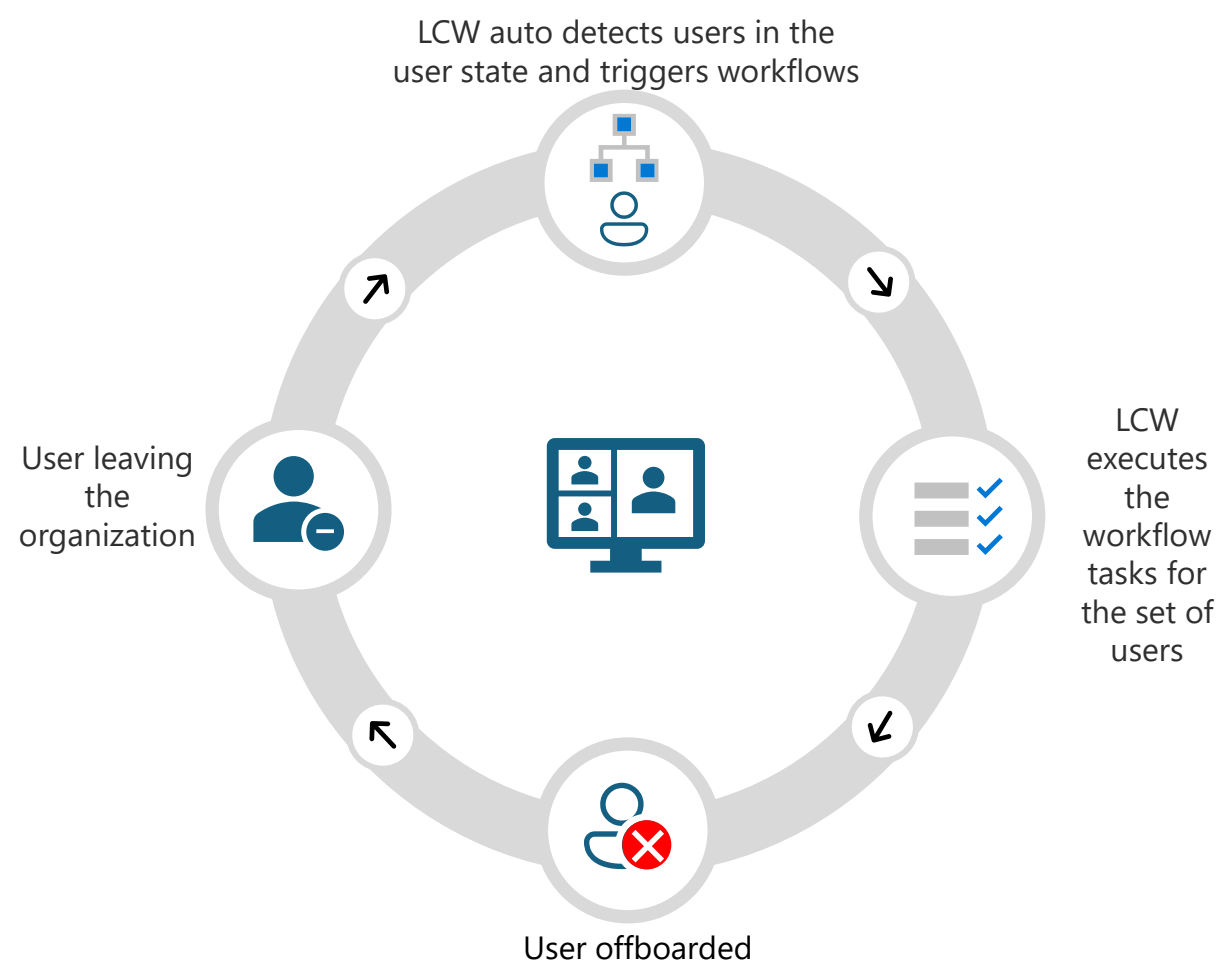 LCW auto detects users in the
user state and triggers workflows
User leaving
the
organization
LCW
executes
the
workflow
tasks for
the set of
users
User offboarded